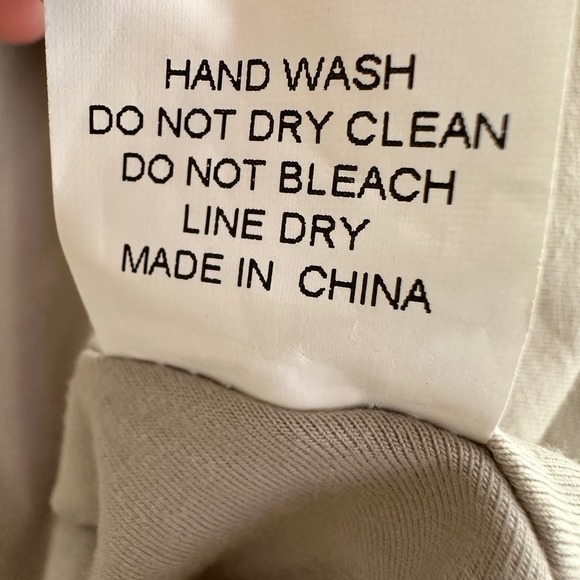 HAND WASH
DO NOT DRY CLEAN
DO NOT BLEACH
LINE DRY
MADE IN CHINA